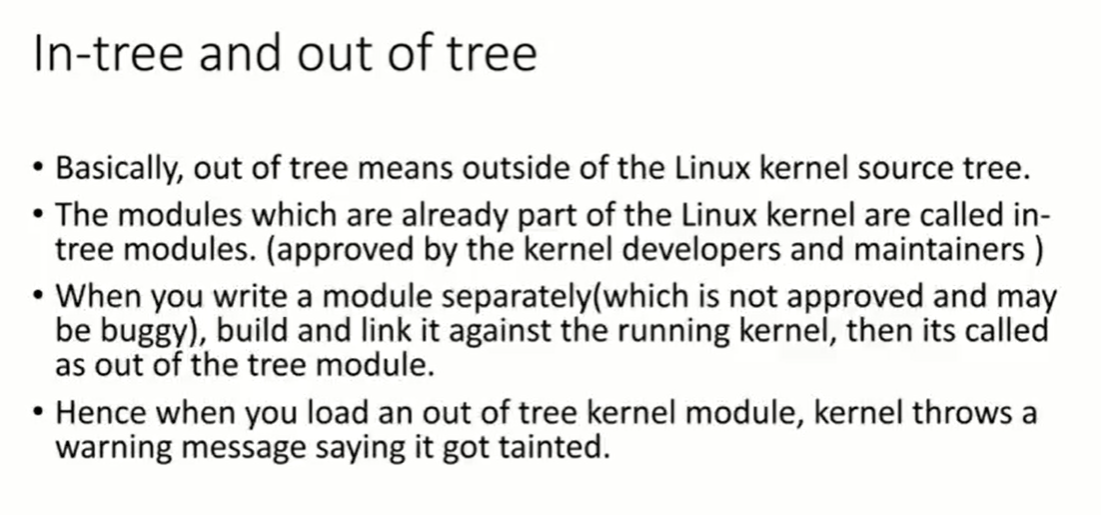 In-tree and out of tree
• Basically, out of tree means outside of the Linux kernel source tree.
• The modules which are already part of the Linux kernel are called in-
tree modules. (approved by the kernel developers and maintainers )
• When you write a module separately(which is not approved and may
be buggy), build and link it against the running kernel, then its called
as out of the tree module.
• Hence when you load an out of tree kernel module, kernel throws a
warning message saying it got tainted.